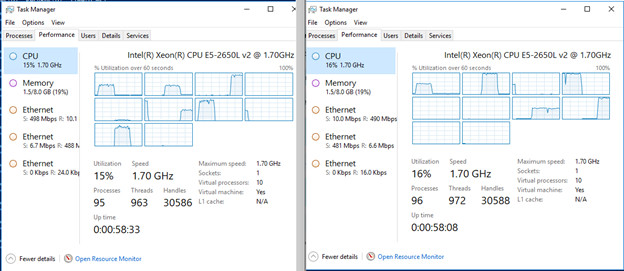 Task Manager
File Options View
Processes Performance Users Details Services
CPU
15% 1.70 GHz
Memory
1.5/8.0 GB (19%)
Ethernet
S: 498 Mbps R: 10.1
Ethernet
S: 6.7 Mbps R: 488 M
Ethernet
S: 0 Kbps R: 24.0 K
CPU Intel(R) Xeon(R) CPU E5-2650L v2 @ 1.70GHz
% Utilization over 60 seconds 100%
Utilization Speed
15% 1.70 GHz
Processes Threads Handles
95 963 30586
Up time
0:00:58:33
Maximum speed: 1.70 GHz
Sockets: 1
Virtual processors: 10
Virtual machine: Yes
L1 cache: N/A
Fewer details Open Resource Monitor
Task Manager
File Options View
Processes Performance Users Details Services
CPU
16% 1.70 GHz
Memory
1.5/8.0 GB (19%)
Ethernet
S: 10.0 Mbps R: 490 M
Ethernet
S: 481 Mbps R: 6.6 M
Ethernet
S: 0 Kbps R: 16.0 K
Intel(R) Xeon(R) CPU E5-2650L v2 @ 1.70GHz
% Utilization over 60 seconds 100%
Utilization Speed
16% 1.70 GHz
Processes Threads Handles
96 972 30588
Up time
0:00:58:08
Maximum speed: 1.70 GHz
Sockets: 1
Virtual processors: 10
Virtual machine: Yes
L1 cache: N/A
Fewer details Open Resource Monitor